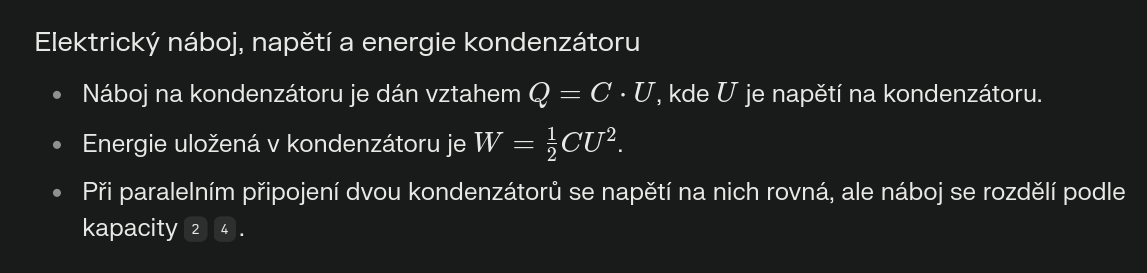 Elektrický náboj, napětí a energie kondenzátoru
• Náboj na kondenzátoru je dán vztahem Q = C · U, kde U je napětí na kondenzátoru.
• Energie uložená v kondenzátoru je W = ½CU².
• Při paralelním připojení dvou kondenzátorů se napětí na nich rovná, ale náboj se rozdělí podle
kapacity 2 4 .